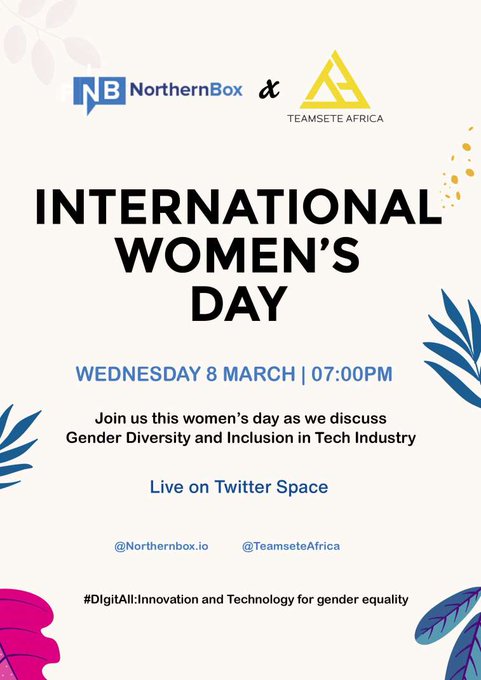 NB NorthernBox x
TEAMSETE AFRICA
INTERNATIONAL
WOMEN'S
DAY
WEDNESDAY 8 MARCH | 07:00PM
Join us this women's day as we discuss
Gender Diversity and Inclusion in Tech Industry
Live on Twitter Space
@Northernbox.io @TeamseteAfrica
#DIgitAll:Innovation and Technology for gender equality